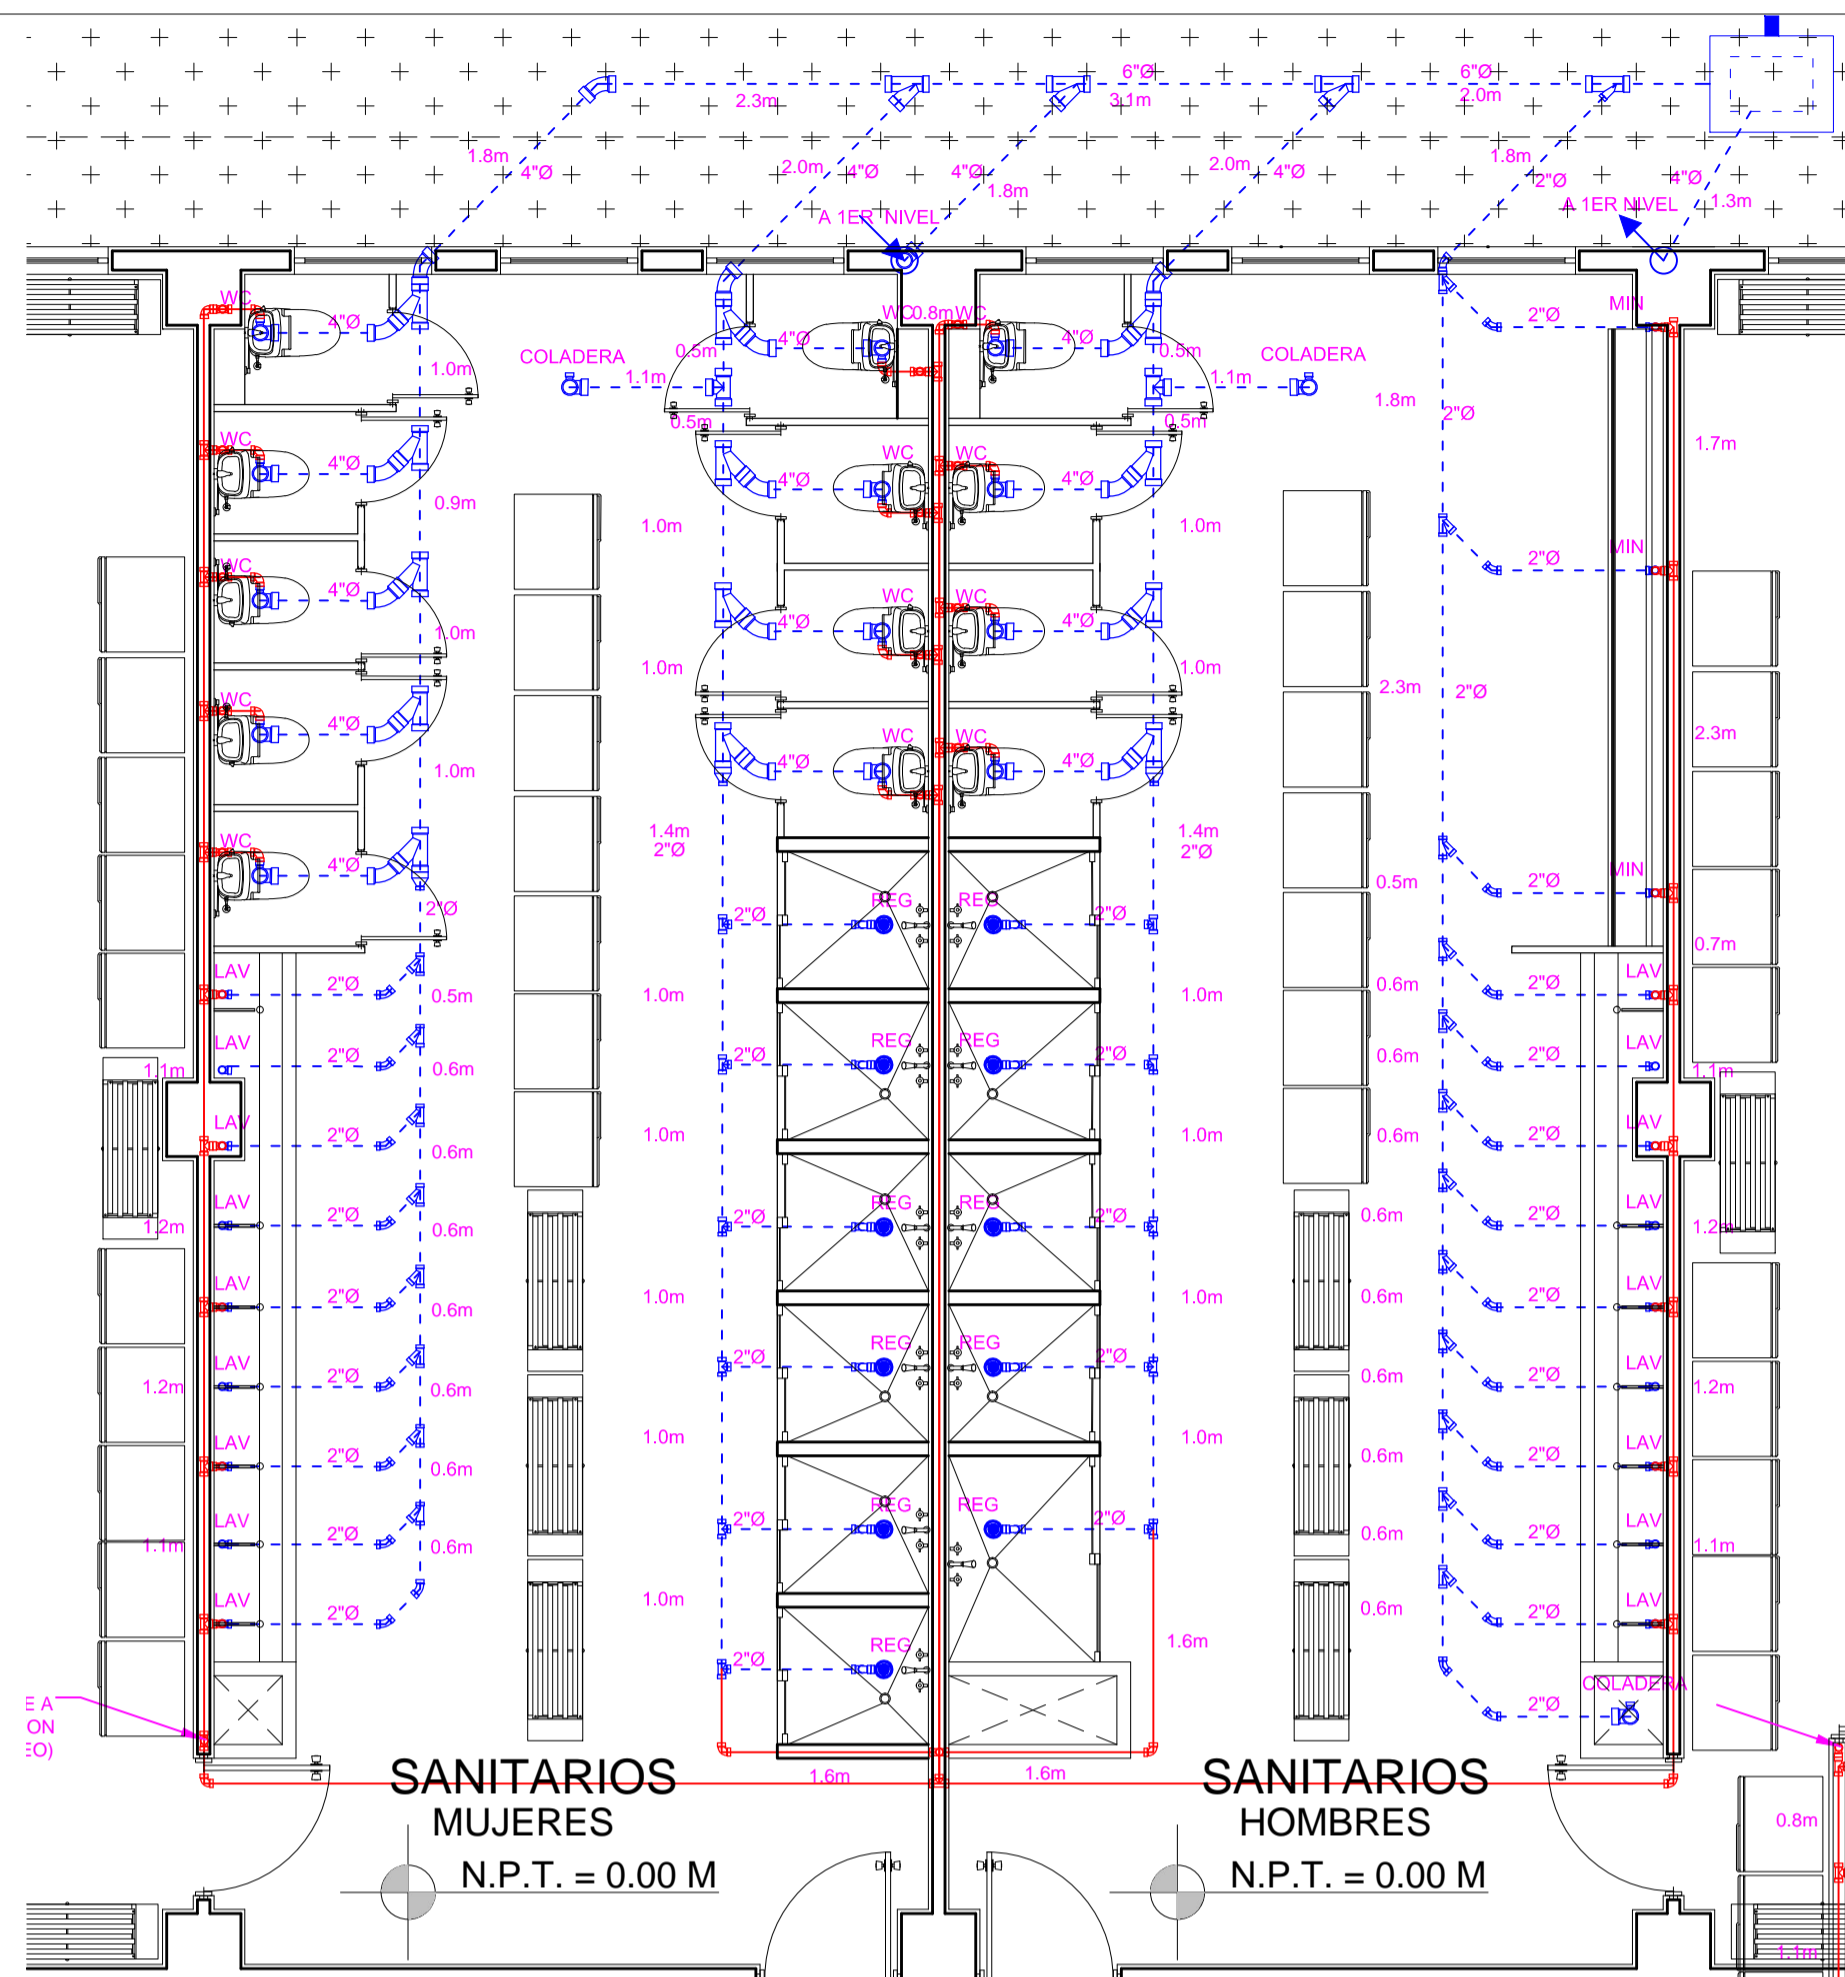 6"Ø
6"Ø
2.3m
3.1m
2.0m
1.8m
4"Ø
2.0m
4"Ø
4"Ø
1.8m
2.0m
4"Ø
1.8m
2"Ø
4"Ø
1.3m
A 1ER NIVEL
A 1ER NIVEL
WC
4"Ø
1.0m
COLADERA
1.1m
0.5m
4"Ø
WC
0.8m
WC
4"Ø
0.5m
1.1m
COLADERA
2"Ø
MIN
0.5m
0.5m
1.8m
2"Ø
1.7m
WC
4"Ø
0.9m
4"Ø
WC
WC
4"Ø
1.0m
1.0m
2"Ø
MIN
WC
4"Ø
1.0m
4"Ø
WC
WC
4"Ø
1.0m
1.0m
2.3m
2"Ø
WC
4"Ø
1.0m
4"Ø
WC
WC
4"Ø
2.3m
WC
4"Ø
2"Ø
1.4m
2"Ø
1.4m
2"Ø
0.5m
2"Ø
MIN
0.7m
2"Ø
REG
REG
2"Ø
LAV
2"Ø
0.5m
1.0m
1.0m
0.6m
2"Ø
LAV
LAV
2"Ø
1.1m
0.6m
2"Ø
REG
REG
2"Ø
0.6m
2"Ø
LAV
1.1m
LAV
2"Ø
0.6m
1.0m
1.0m
0.6m
2"Ø
LAV
LAV
2"Ø
1.2m
0.6m
2"Ø
REG
REG
2"Ø
0.6m
2"Ø
LAV
1.2m
LAV
2"Ø
0.6m
1.0m
1.0m
0.6m
2"Ø
LAV
LAV
2"Ø
1.2m
0.6m
2"Ø
REG
REG
2"Ø
0.6m
2"Ø
LAV
1.2m
LAV
2"Ø
0.6m
1.0m
1.0m
0.6m
2"Ø
LAV
LAV
2"Ø
1.1m
0.6m
2"Ø
REG
REG
2"Ø
0.6m
2"Ø
LAV
1.1m
LAV
2"Ø
1.0m
0.6m
2"Ø
LAV
2"Ø
REG
1.6m
2"Ø
COLADERA
E A
ON
EO)
1.6m
1.6m
SANITARIOS
MUJERES
N.P.T. = 0.00 M
SANITARIOS
HOMBRES
N.P.T. = 0.00 M
0.8m
1.1m